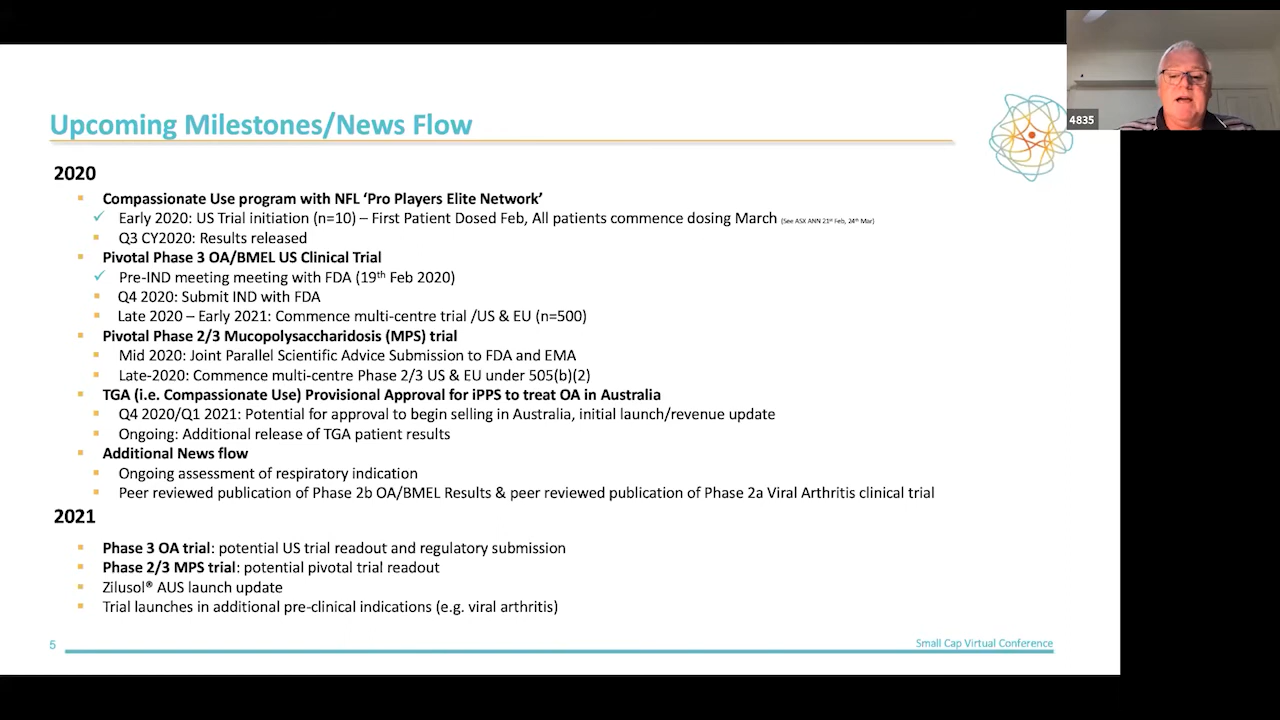 4835
Upcoming Milestones/News Flow
2020
Compassionate Use program with NFL ‘Pro Players Elite Network’
Early 2020: US Trial initiation (n=10) – First Patient Dosed Feb, All patients commence dosing March (See ASX ANN 21st Feb, 24th Mar)
Q3 CY2020: Results released
Pivotal Phase 3 OA/BMEL US Clinical Trial
Pre-IND meeting meeting with FDA (19th Feb 2020)
Q4 2020: Submit IND with FDA
Late 2020 – Early 2021: Commence multi-centre trial /US & EU (n=500)
Pivotal Phase 2/3 Mucopolysaccharidosis (MPS) trial
Mid 2020: Joint Parallel Scientific Advice Submission to FDA and EMA
Late-2020: Commence multi-centre Phase 2/3 US & EU under 505(b)(2)
TGA (i.e. Compassionate Use) Provisional Approval for iPPS to treat OA in Australia
Q4 2020/Q1 2021: Potential for approval to begin selling in Australia, initial launch/revenue update
Ongoing: Additional release of TGA patient results
Additional News flow
Ongoing assessment of respiratory indication
Peer reviewed publication of Phase 2b OA/BMEL Results & peer reviewed publication of Phase 2a Viral Arthritis clinical trial
2021
Phase 3 OA trial: potential US trial readout and regulatory submission
Phase 2/3 MPS trial: potential pivotal trial readout
Zilusol® AUS launch update
Trial launches in additional pre-clinical indications (e.g. viral arthritis)
5
Small Cap Virtual Conference